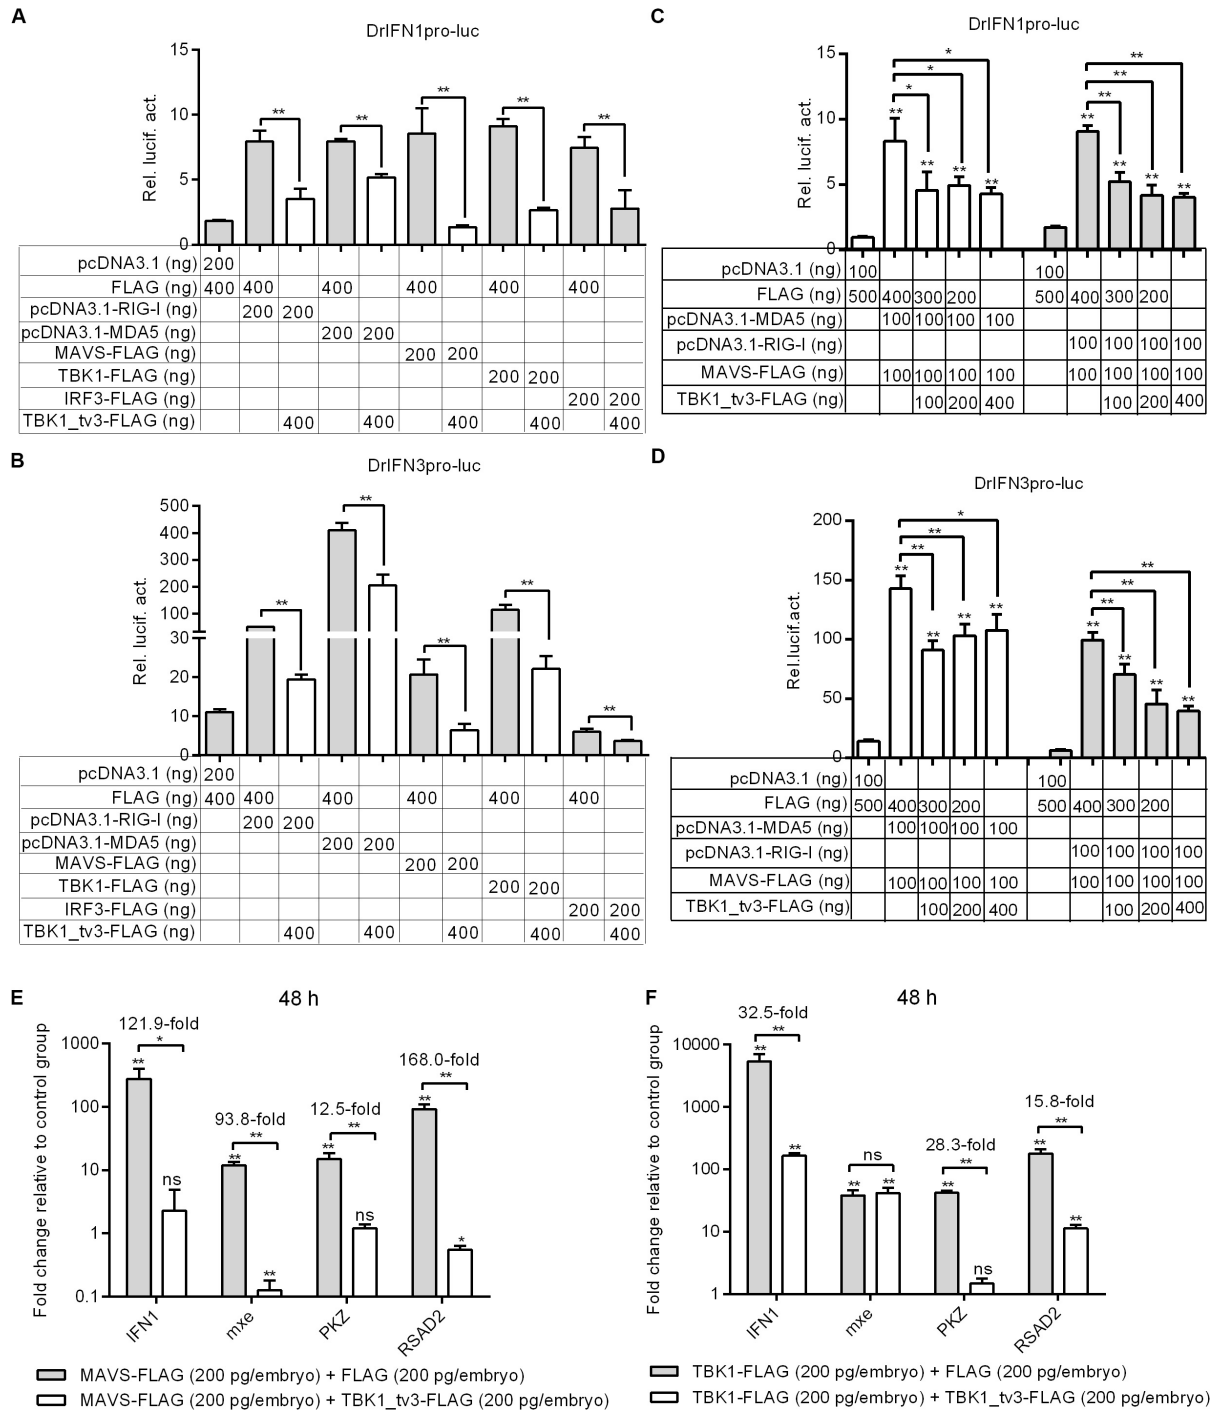 A
DrIFN1pro-luc
Rel. lucif. act.
15
10
5
0
** ** ** ** **
pcDNA3.1 (ng) 200
FLAG (ng) 400 400 400 400 400 400
pcDNA3.1-RIG-I (ng) 200 200
pcDNA3.1-MDA5 (ng) 200 200
MAVS-FLAG (ng) 200 200
TBK1-FLAG (ng) 200 200
IRF3-FLAG (ng) 200 200
TBK1_tv3-FLAG (ng) 400 400 400 400 400
B
DrIFN3pro-luc
Rel. lucif. act.
500
400
300
200
100
30
20
10
0
** ** ** ** **
pcDNA3.1 (ng) 200
FLAG (ng) 400 400 400 400 400 400
pcDNA3.1-RIG-I (ng) 200 200
pcDNA3.1-MDA5 (ng) 200 200
MAVS-FLAG (ng) 200 200
TBK1-FLAG (ng) 200 200
IRF3-FLAG (ng) 200 200
TBK1_tv3-FLAG (ng) 400 400 400 400 400
C
DrIFN1pro-luc
Rel. lucif. act.
15
10
5
0
* **
* **
* **
** ** ** ** ** ** ** **
pcDNA3.1 (ng) 100 100
FLAG (ng) 500 400 300 200 500 400 300 200
pcDNA3.1-MDA5 (ng) 100 100 100 100
pcDNA3.1-RIG-I (ng) 100 100 100 100
MAVS-FLAG (ng) 100 100 100 100 100 100 100 100
TBK1_tv3-FLAG (ng) 100 200 400 100 200 400
D
DrIFN3pro-luc
Rel.lucif.act.
200
150
100
50
0
* **
** **
** **
** ** ** ** ** ** ** **
pcDNA3.1 (ng) 100 100
FLAG (ng) 500 400 300 200 500 400 300 200
pcDNA3.1-MDA5 (ng) 100 100 100 100
pcDNA3.1-RIG-I (ng) 100 100 100 100
MAVS-FLAG (ng) 100 100 100 100 100 100 100 100
TBK1_tv3-FLAG (ng) 100 200 400 100 200 400
E
48 h
Fold change relative to control group
1000
100
10
1
0.1
121.9-fold
*
** ns
93.8-fold
**
** **
12.5-fold
**
** ns
168.0-fold
**
** *
IFN1 mxe PKZ RSAD2
MAVS-FLAG (200 pg/embryo) + FLAG (200 pg/embryo)
MAVS-FLAG (200 pg/embryo) + TBK1_tv3-FLAG (200 pg/embryo)
F
48 h
Fold change relative to control group
10000
1000
100
10
1
32.5-fold
**
** **
ns
** **
28.3-fold
**
** ns
15.8-fold
**
** **
IFN1 mxe PKZ RSAD2
TBK1-FLAG (200 pg/embryo) + FLAG (200 pg/embryo)
TBK1-FLAG (200 pg/embryo) + TBK1_tv3-FLAG (200 pg/embryo)